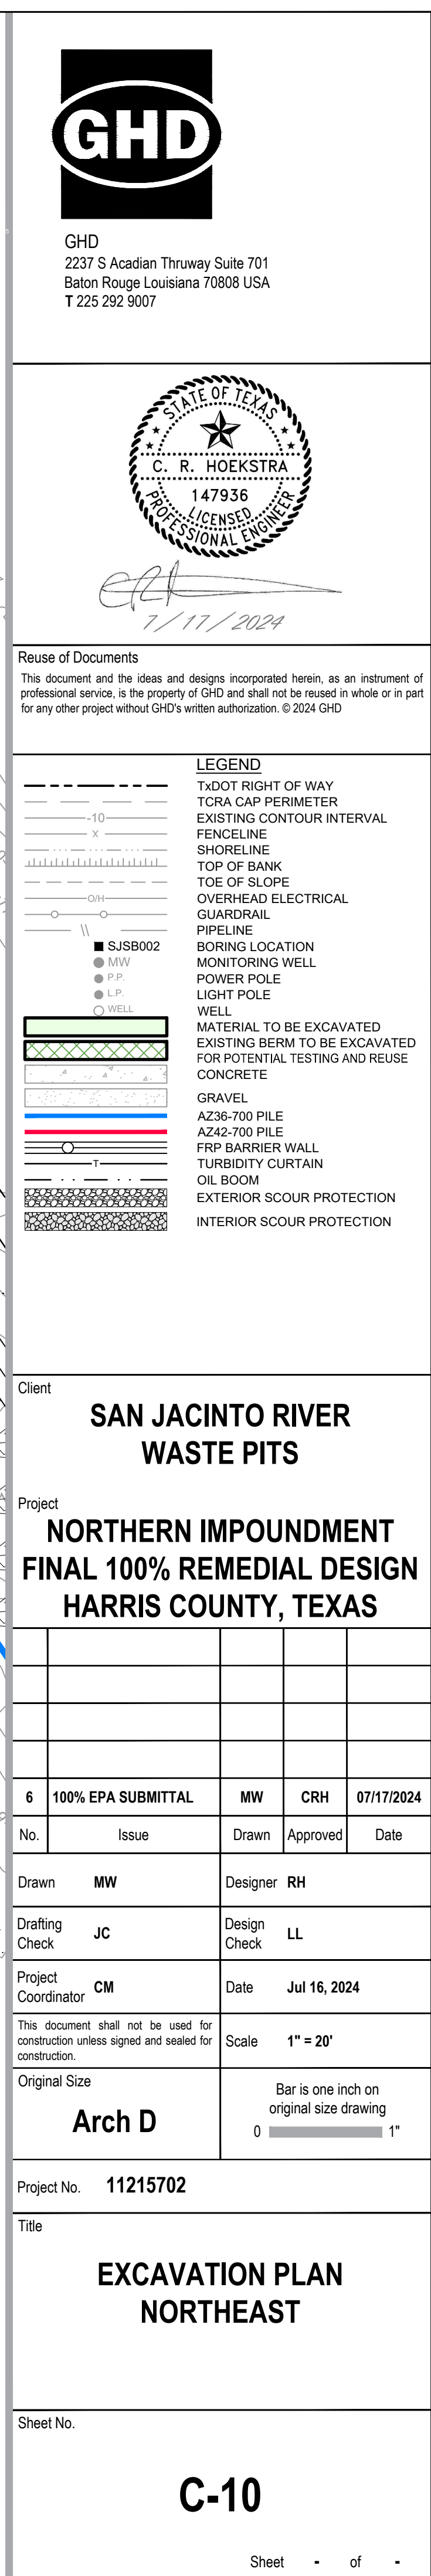 GHD
GHD
2237 S Acadian Thruway Suite 701
Baton Rouge Louisiana 70808 USA
T 225 292 9007
STATE OF TEXAS
C. R. HOEKSTRA
147936
LICENSED
PROFESSIONAL ENGINEER
7/17/2024
Reuse of Documents
This document and the ideas and designs incorporated herein, as an instrument of
professional service, is the property of GHD and shall not be reused in whole or in part
for any other project without GHD's written authorization. © 2024 GHD
LEGEND
TxDOT RIGHT OF WAY
TCRA CAP PERIMETER
-10 EXISTING CONTOUR INTERVAL
X FENCELINE
SHORELINE
TOP OF BANK
TOE OF SLOPE
O/H OVERHEAD ELECTRICAL
GUARDRAIL
\\ PIPELINE
SJSB002 BORING LOCATION
MW MONITORING WELL
P.P. POWER POLE
L.P. LIGHT POLE
WELL WELL
MATERIAL TO BE EXCAVATED
EXISTING BERM TO BE EXCAVATED
FOR POTENTIAL TESTING AND REUSE
CONCRETE
GRAVEL
AZ36-700 PILE
AZ42-700 PILE
FRP BARRIER WALL
T TURBIDITY CURTAIN
OIL BOOM
EXTERIOR SCOUR PROTECTION
INTERIOR SCOUR PROTECTION
Client
SAN JACINTO RIVER
WASTE PITS
Project
NORTHERN IMPOUNDMENT
FINAL 100% REMEDIAL DESIGN
HARRIS COUNTY, TEXAS
6 100% EPA SUBMITTAL MW CRH 07/17/2024
No. Issue Drawn Approved Date
Drawn MW Designer RH
Drafting Check JC Design Check LL
Project Coordinator CM Date Jul 16, 2024
This document shall not be used for
construction unless signed and sealed for
construction.
Scale 1" = 20'
Original Size
Arch D
Bar is one inch on
original size drawing
0 1"
Project No. 11215702
Title
EXCAVATION PLAN
NORTHEAST
Sheet No.
C-10
Sheet - of -